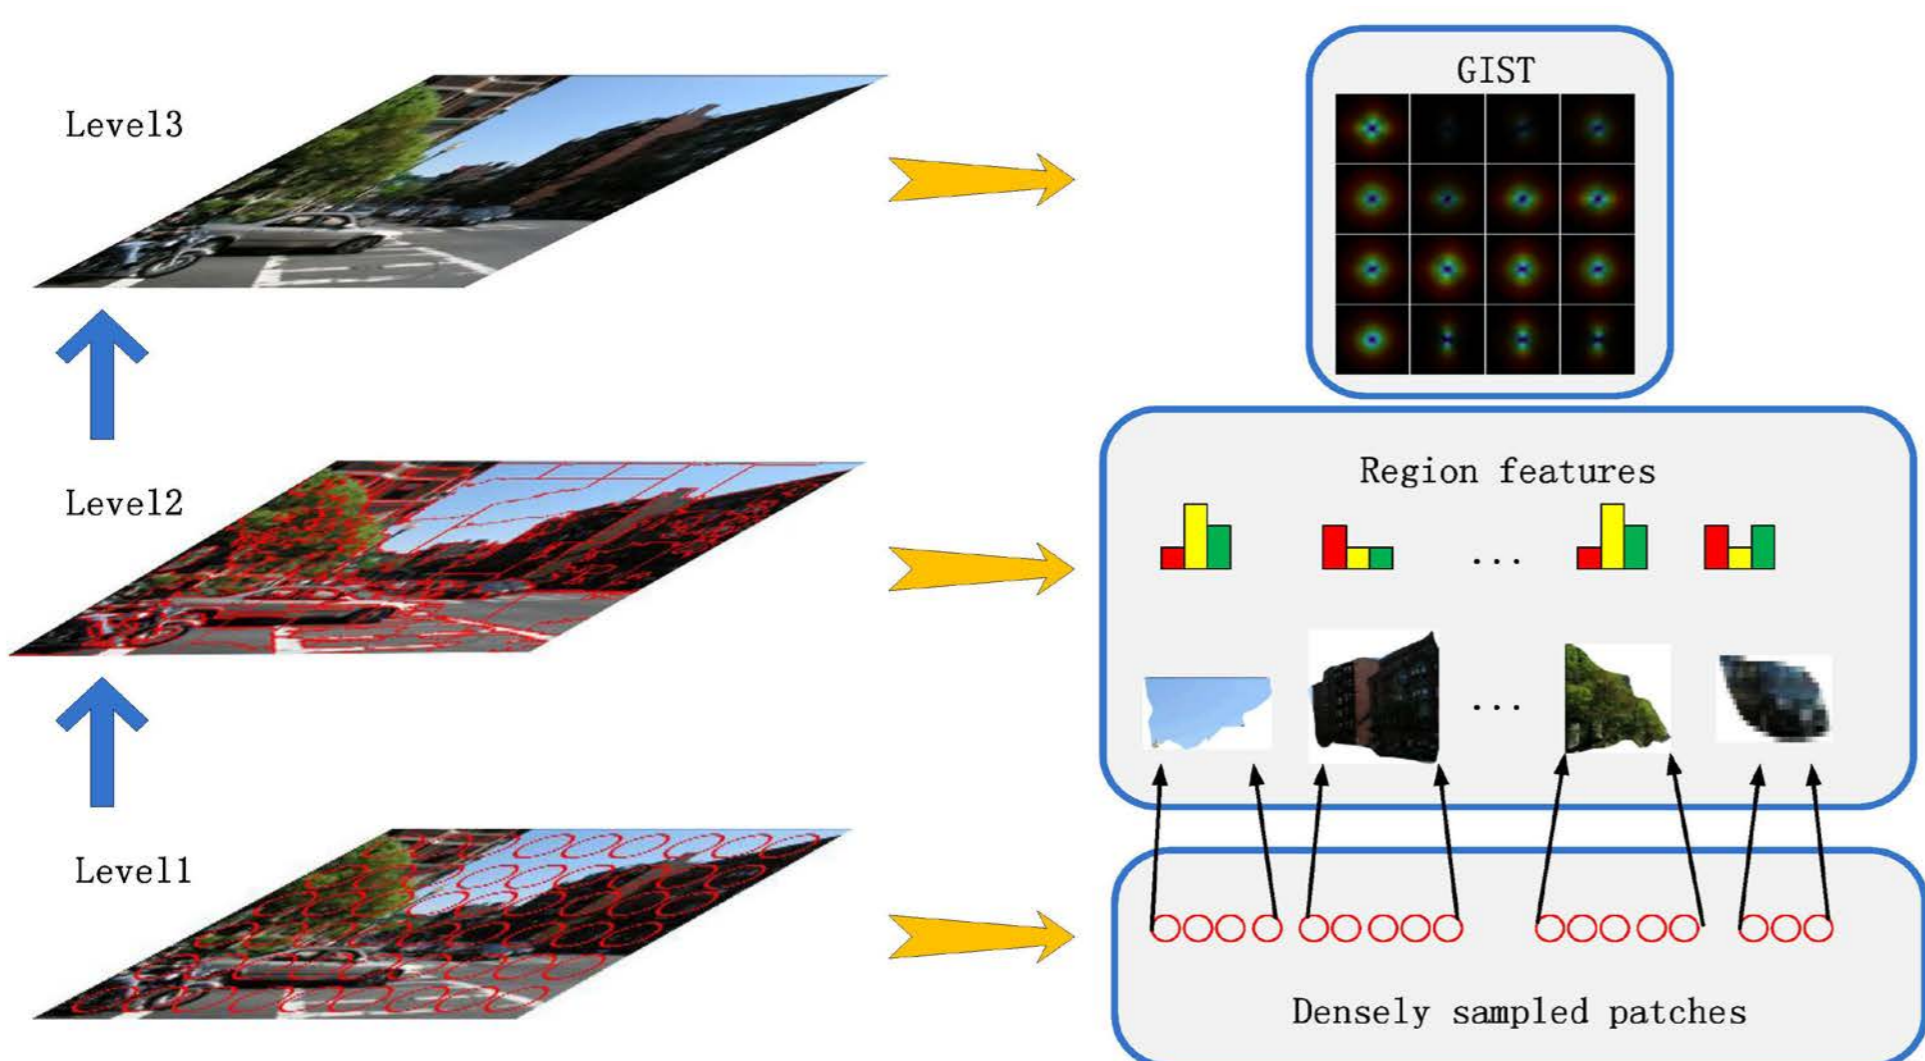 Level3
GIST
Level2
Region features
...
...
Level1
Densely sampled patches